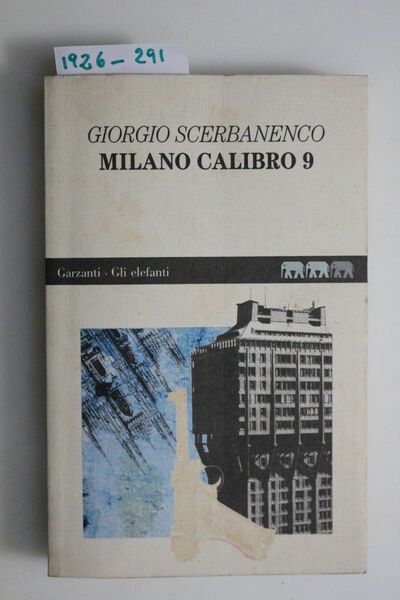 1926-291
GIORGIO SCERBANENCO
MILANO CALIBRO 9
Garzanti · Gli elefanti